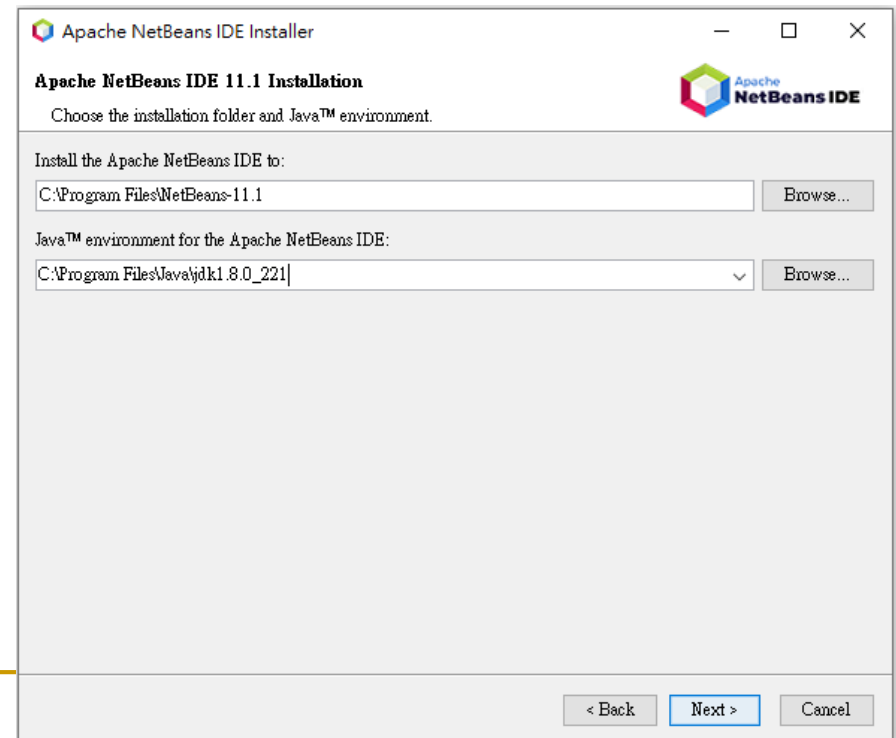 Apache NetBeans IDE Installer
Apache NetBeans IDE 11.1 Installation
Choose the installation folder and Java™ environment.
Apache
NetBeans IDE
Install the Apache NetBeans IDE to:
C:\Program Files\NetBeans-11.1
Browse...
Java™ environment for the Apache NetBeans IDE:
C:\Program Files\Java\jdk1.8.0_221
Browse...
< Back
Next >
Cancel